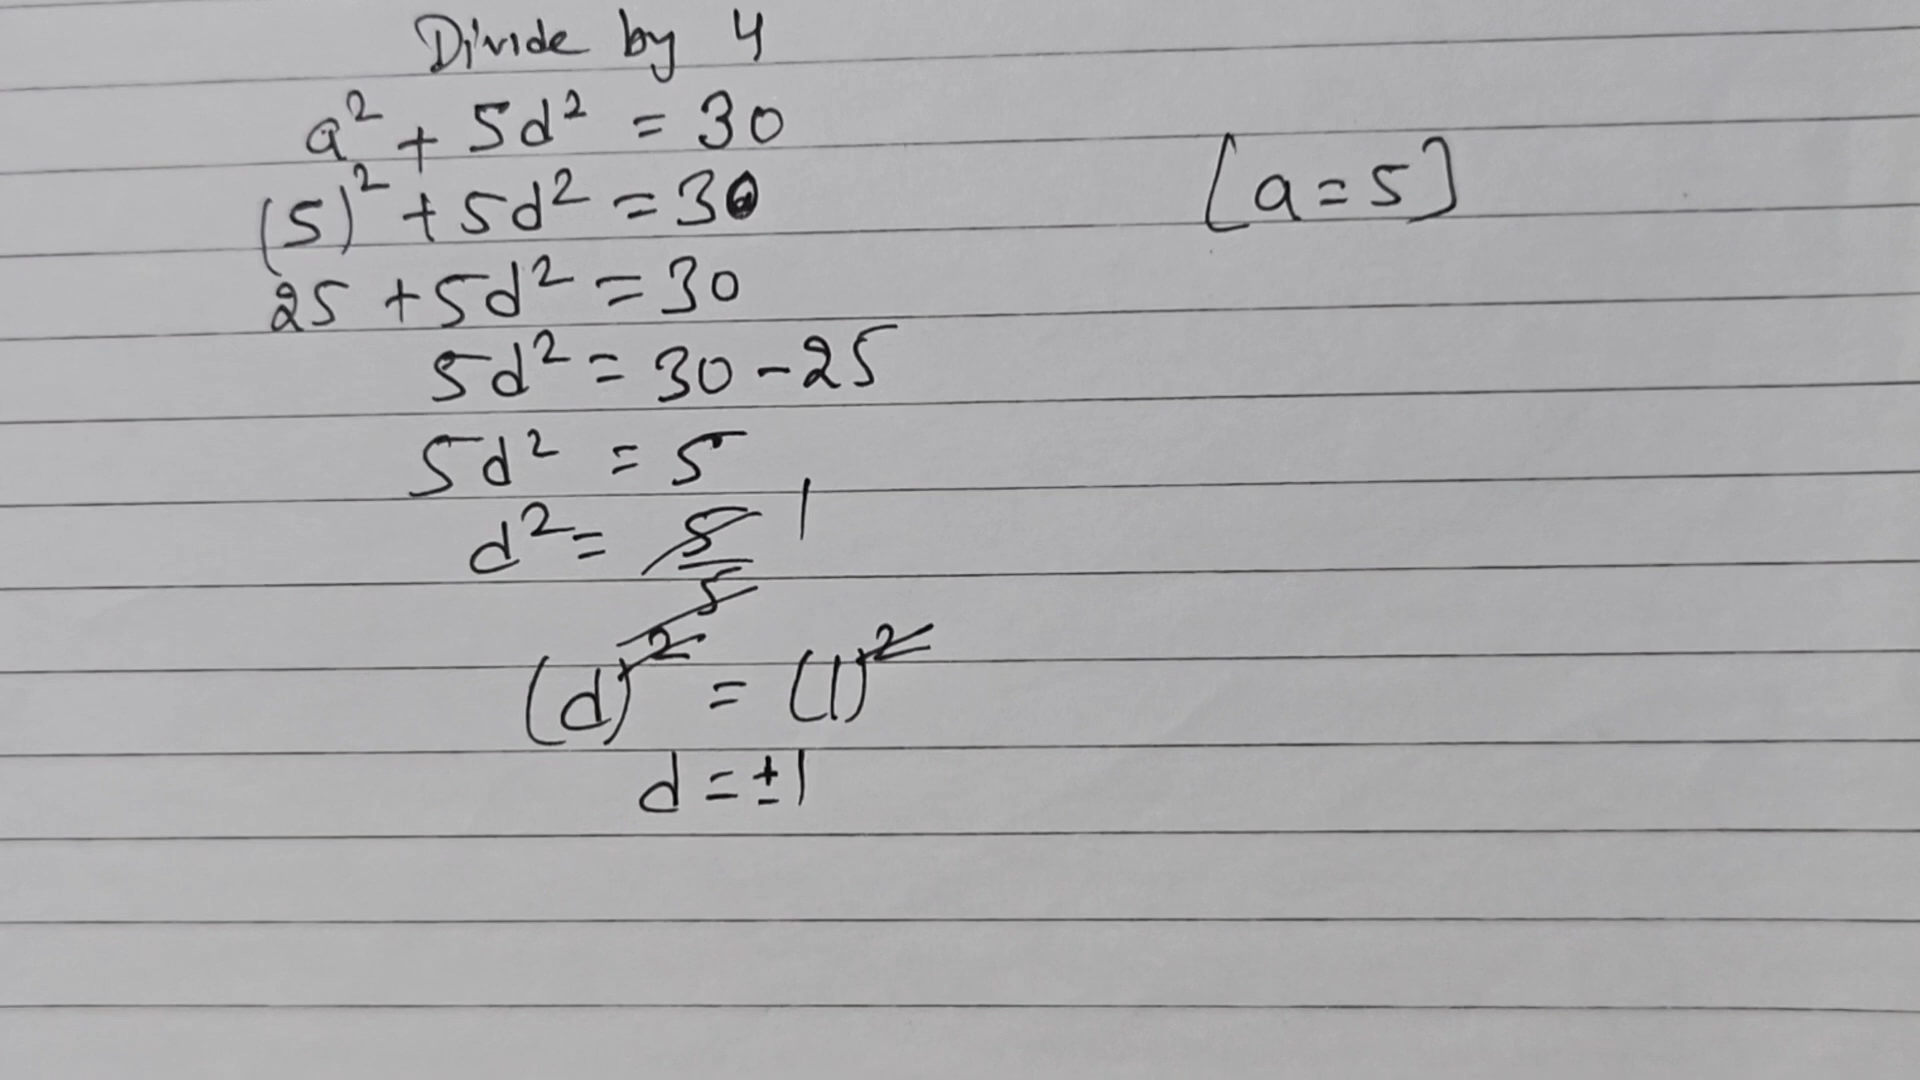 Divide by 4
a² + 5d² = 30
[a = 5]
(5)² + 5d² = 30
25 + 5d² = 30
5d² = 30 - 25
5d² = 5
d² = 5/5 1
(d)² = (1)²
d = ±1